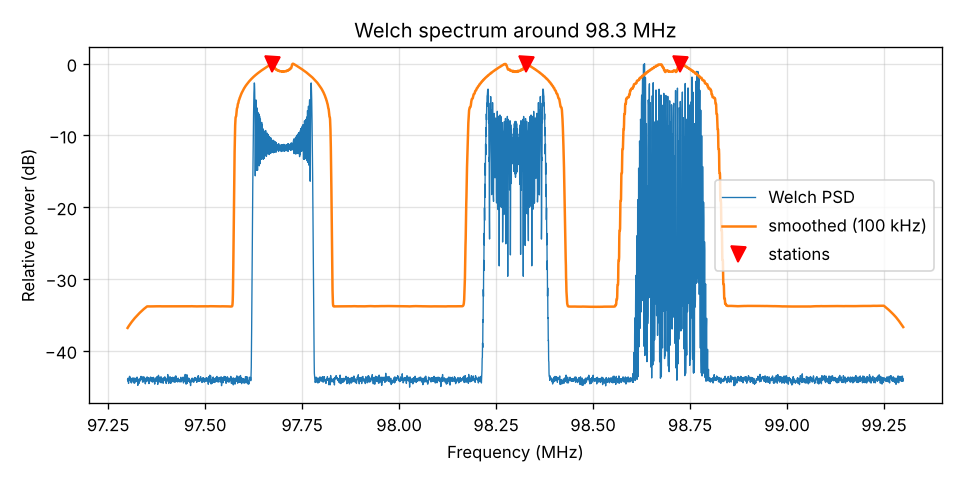 Welch spectrum around 98.3 MHz
Relative power (dB)
0
−10
−20
−30
−40
Welch PSD
smoothed (100 kHz)
stations
97.25 97.50 97.75 98.00 98.25 98.50 98.75 99.00 99.25
Frequency (MHz)